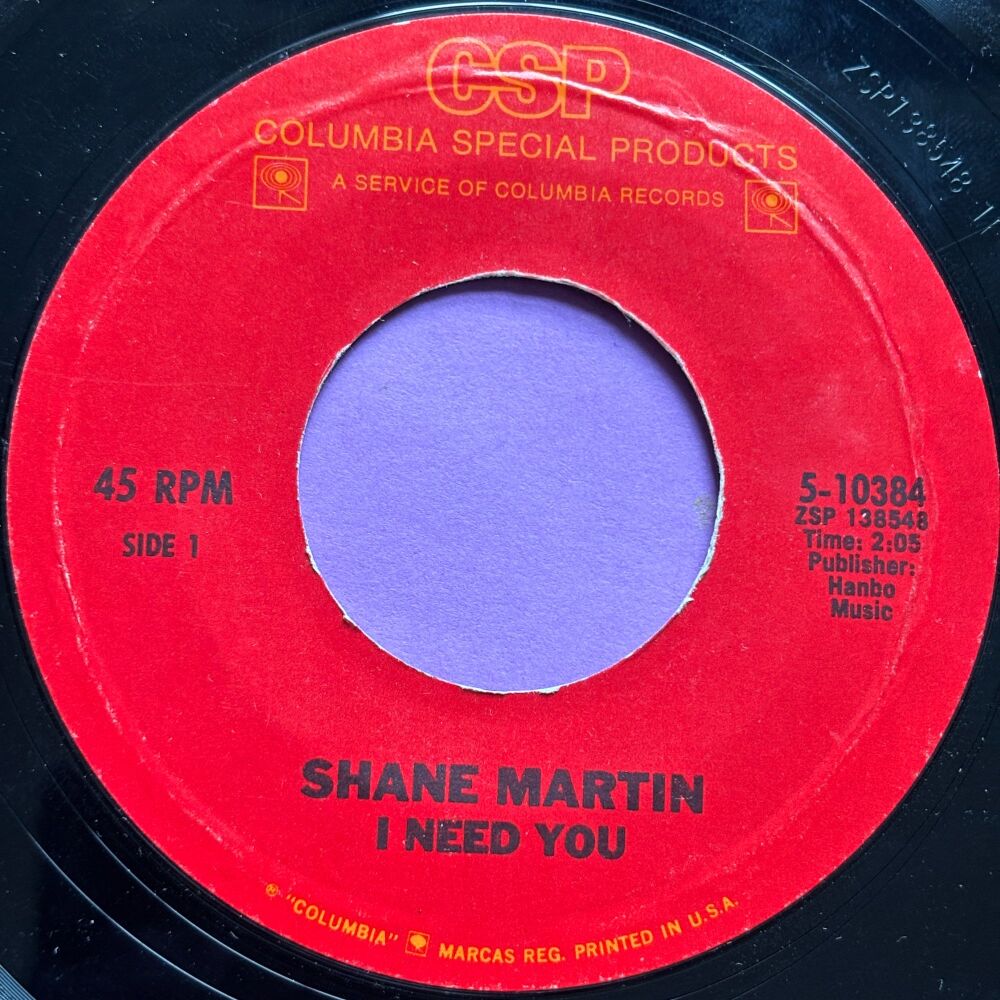 CSP
COLUMBIA SPECIAL PRODUCTS
A SERVICE OF COLUMBIA RECORDS
ZSP138548
45 RPM
SIDE 1
5-10384
ZSP 138548
Time: 2:05
Publisher:
Hanbo
Music
SHANE MARTIN
I NEED YOU
® "COLUMBIA" MARCAS REG. PRINTED IN U.S.A.